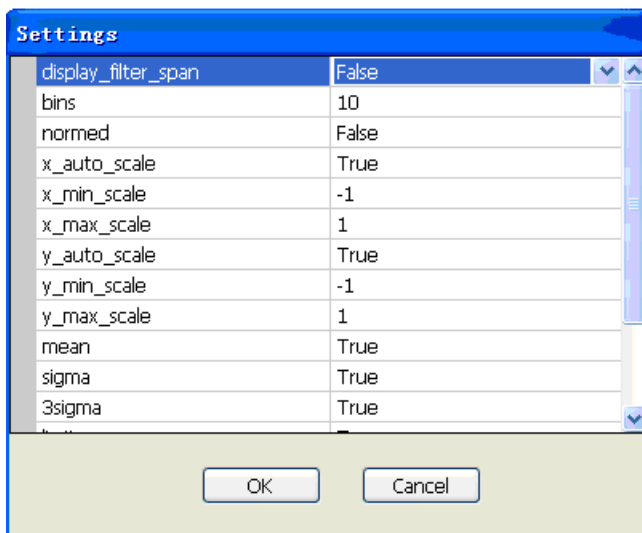 Settings
display_filter_span False
bins 10
normed False
x_auto_scale True
x_min_scale -1
x_max_scale 1
y_auto_scale True
y_min_scale -1
y_max_scale 1
mean True
sigma True
3sigma True
OK Cancel